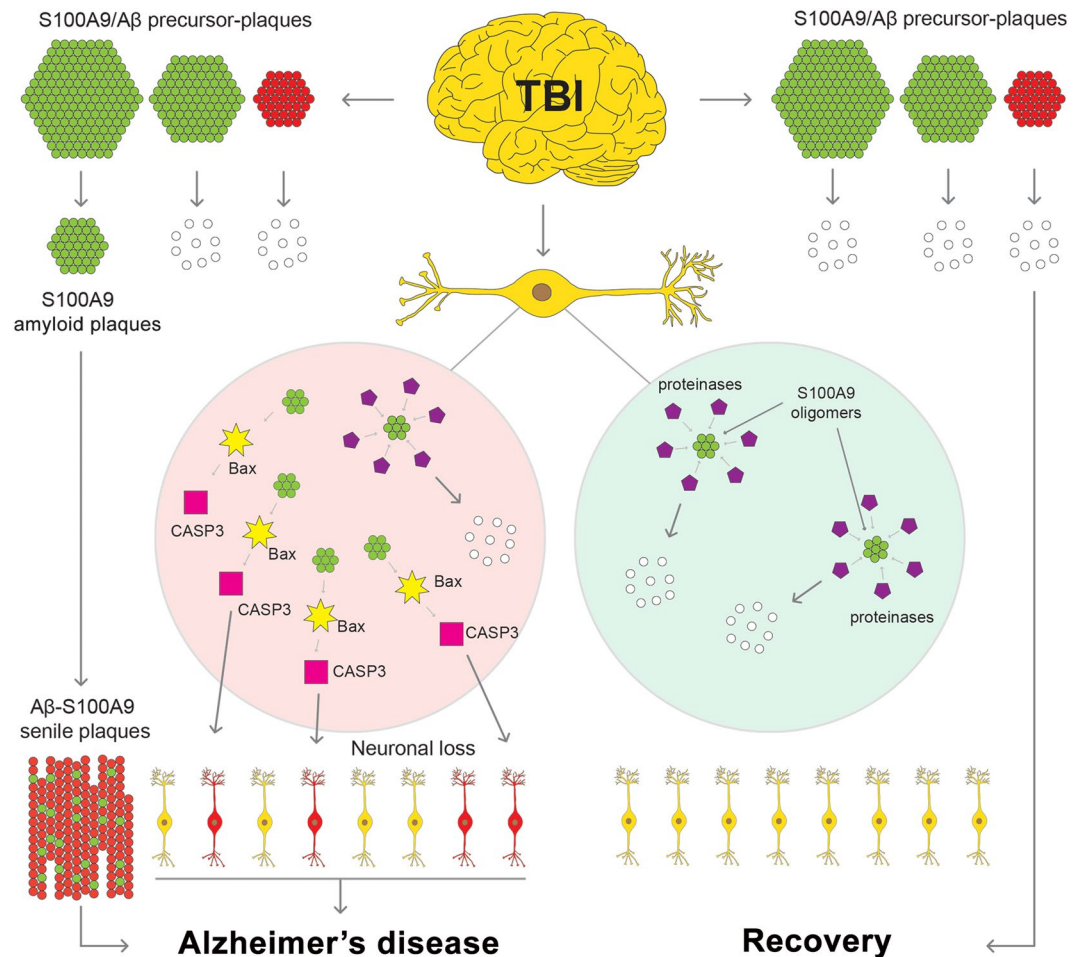 S100A9/Aβ precursor-plaques
TBI
S100A9/Aβ precursor-plaques
S100A9
amyloid plaques
Bax
CASP3
Bax
CASP3
Bax
CASP3
Bax
CASP3
proteinases
S100A9
oligomers
proteinases
Aβ-S100A9
senile plaques
Neuronal loss
Alzheimer's disease
Recovery